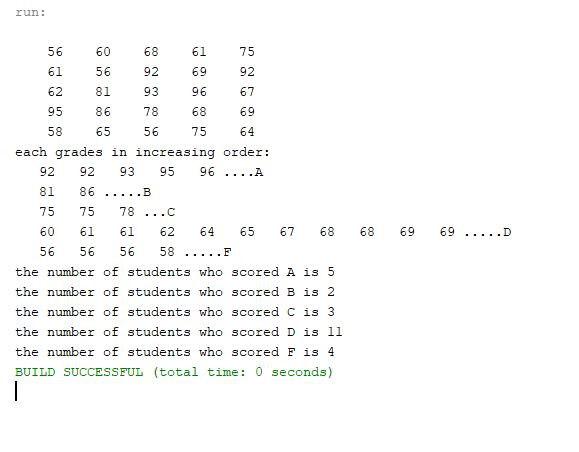 run:
56 60 68 61 75
61 56 92 69 92
62 81 93 96 67
95 86 78 68 69
58 65 56 75 64
each grades in increasing order:
92 92 93 95 96 ....A
81 86 .....B
75 75 78 ...C
60 61 61 62 64 65 67 68 68 69 69 .....D
56 56 56 58 .....F
the number of students who scored A is 5
the number of students who scored B is 2
the number of students who scored C is 3
the number of students who scored D is 11
the number of students who scored F is 4
BUILD SUCCESSFUL (total time: 0 seconds)